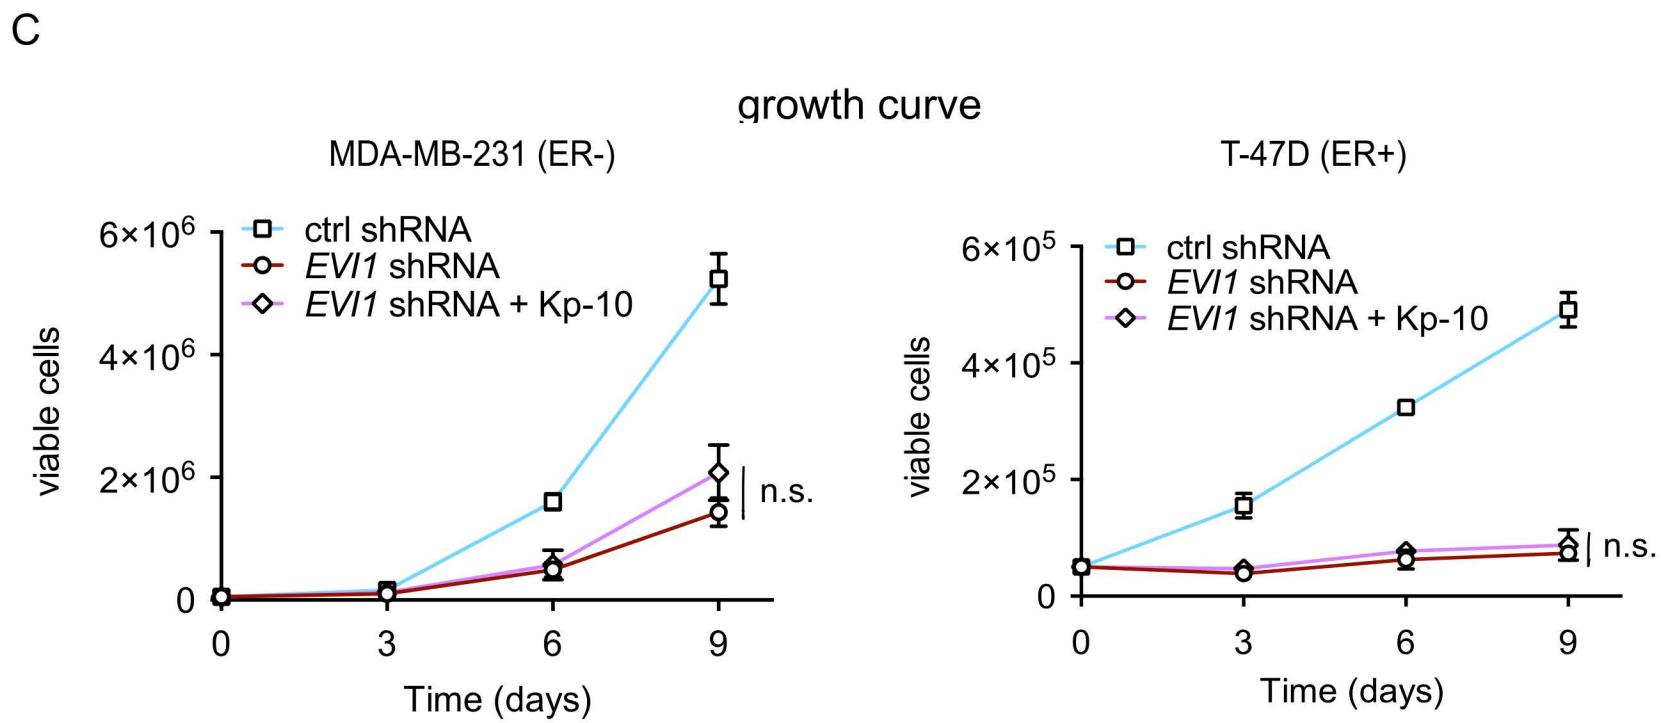 C
growth curve
MDA-MB-231 (ER-)
6×10⁶
4×10⁶
2×10⁶
0
viable cells
ctrl shRNA
EVI1 shRNA
EVI1 shRNA + Kp-10
n.s.
0 3 6 9
Time (days)
T-47D (ER+)
6×10⁵
4×10⁵
2×10⁵
0
viable cells
ctrl shRNA
EVI1 shRNA
EVI1 shRNA + Kp-10
n.s.
0 3 6 9
Time (days)